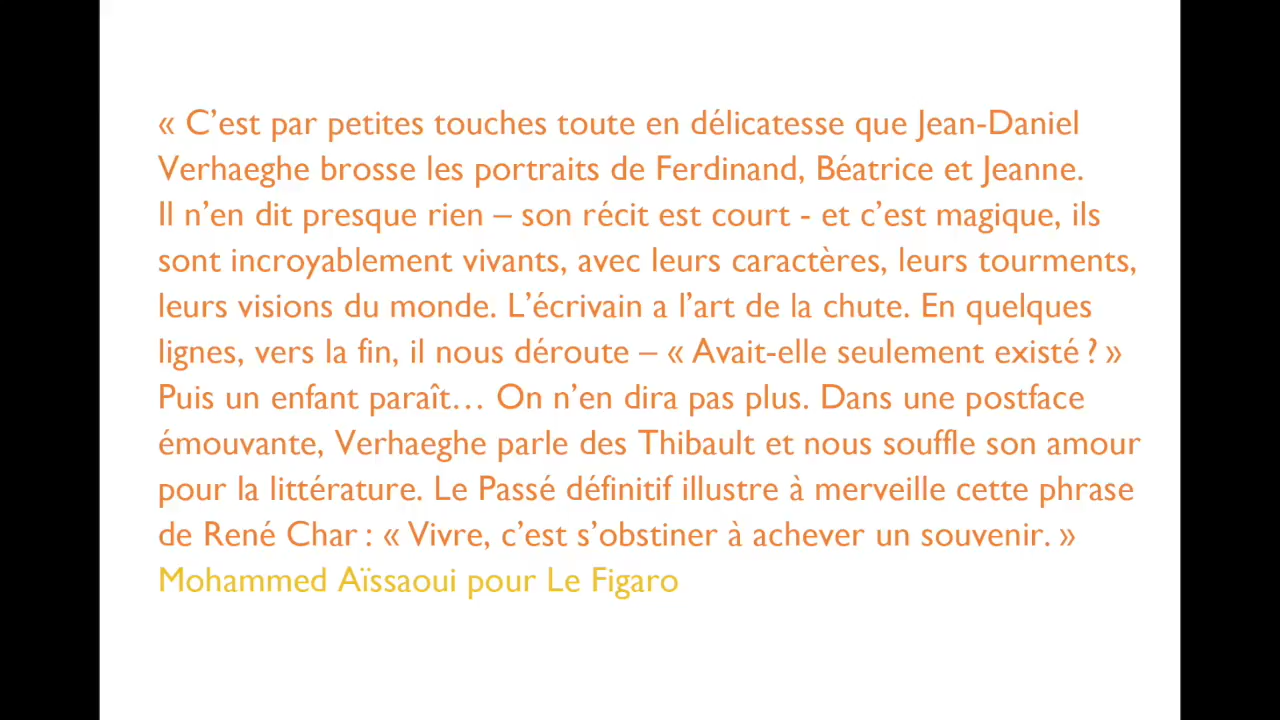 « C’est par petites touches toute en délicatesse que Jean-Daniel
Verhaeghe brosse les portraits de Ferdinand, Béatrice et Jeanne.
Il n’en dit presque rien – son récit est court - et c’est magique, ils
sont incroyablement vivants, avec leurs caractères, leurs tourments,
leurs visions du monde. L’écrivain a l’art de la chute. En quelques
lignes, vers la fin, il nous déroute – « Avait-elle seulement existé ? »
Puis un enfant paraît… On n’en dira pas plus. Dans une postface
émouvante, Verhaeghe parle des Thibault et nous souffle son amour
pour la littérature. Le Passé définitif illustre à merveille cette phrase
de René Char : « Vivre, c’est s’obstiner à achever un souvenir. »
Mohammed Aïssaoui pour Le Figaro